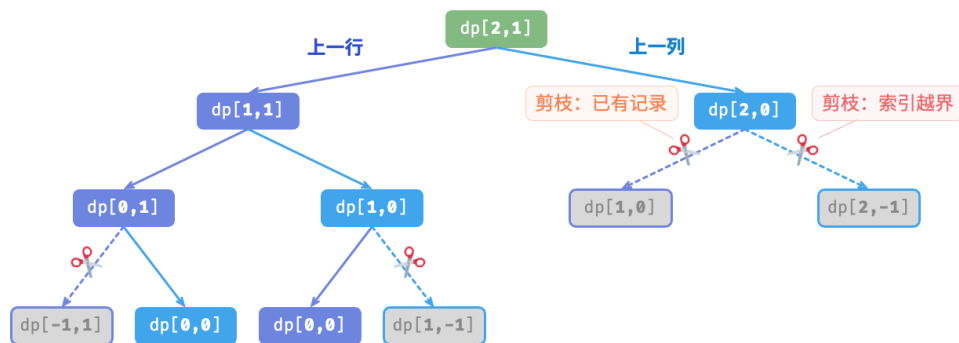 dp[2,1]
上一行
上一列
dp[1,1]
剪枝：已有记录
dp[2,0]
剪枝：索引越界
dp[0,1]
dp[1,0]
dp[1,0]
dp[2,-1]
dp[-1,1]
dp[0,0]
dp[0,0]
dp[1,-1]